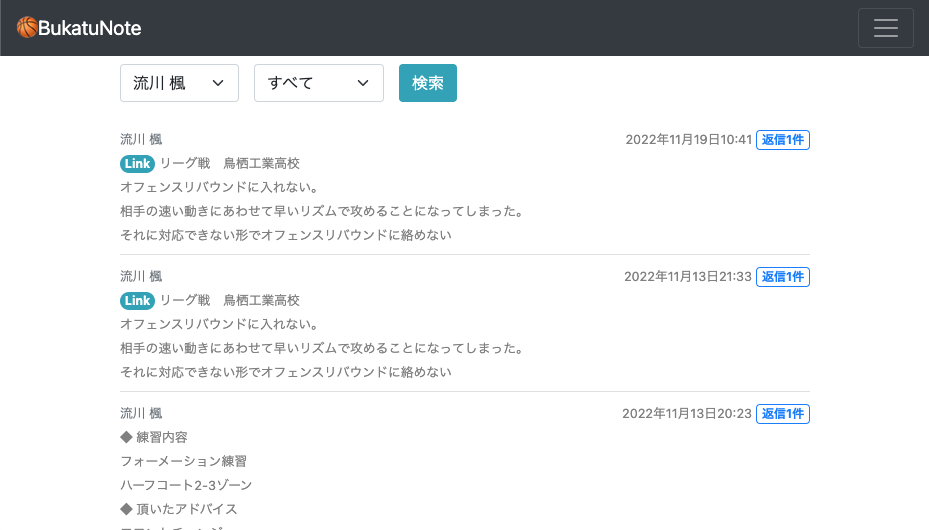 BukatuNote
流川 楓 すべて 検索
流川 楓 2022年11月19日10:41 返信1件
Link リーグ戦　鳥栖工業高校
オフェンスリバウンドに入れない。
相手の速い動きにあわせて早いリズムで攻めることになってしまった。
それに対応できない形でオフェンスリバウンドに絡めない
流川 楓 2022年11月13日21:33 返信1件
Link リーグ戦　鳥栖工業高校
オフェンスリバウンドに入れない。
相手の速い動きにあわせて早いリズムで攻めることになってしまった。
それに対応できない形でオフェンスリバウンドに絡めない
流川 楓 2022年11月13日20:23 返信1件
◆ 練習内容
フォーメーション練習
ハーフコート2-3ゾーン
◆ 頂いたアドバイス